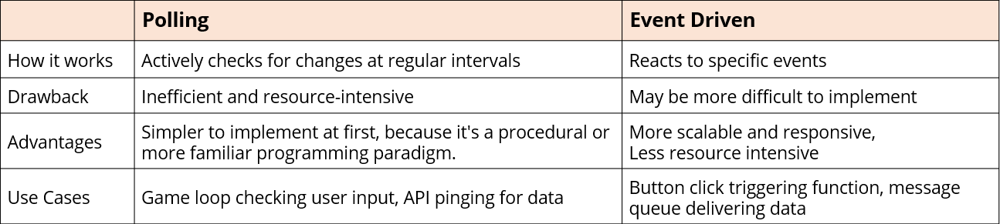 Polling
Event Driven
How it works
Actively checks for changes at regular intervals
Reacts to specific events
Drawback
Inefficient and resource-intensive
May be more difficult to implement
Advantages
Simpler to implement at first, because it's a procedural or
more familiar programming paradigm.
More scalable and responsive,
Less resource intensive
Use Cases
Game loop checking user input, API pinging for data
Button click triggering function, message
queue delivering data